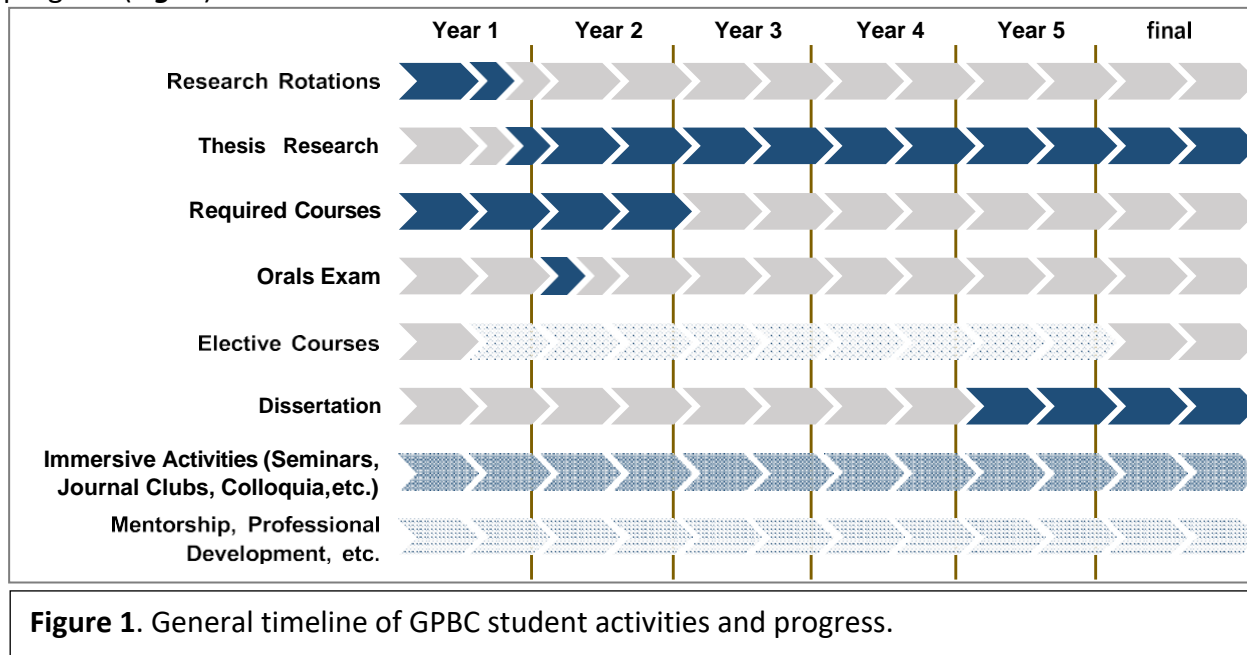 Year 1 Year 2 Year 3 Year 4 Year 5 final
Research Rotations
Thesis Research
Required Courses
Orals Exam
Elective Courses
Dissertation
Immersive Activities (Seminars,
Journal Clubs, Colloquia,etc.)
Mentorship, Professional
Development, etc.
Figure 1. General timeline of GPBC student activities and progress.